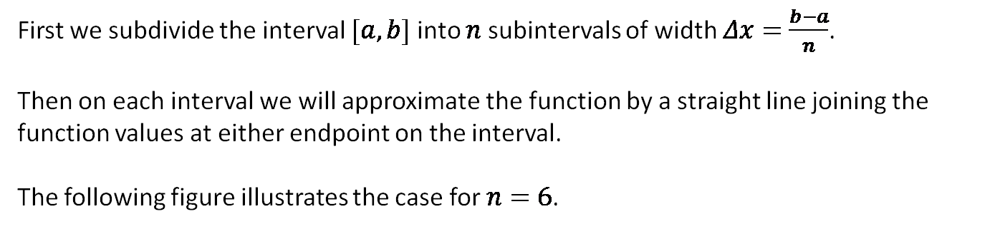 First we subdivide the interval [a, b] into n subintervals of width Δx = b−a/n.
Then on each interval we will approximate the function by a straight line joining the
function values at either endpoint on the interval.
The following figure illustrates the case for n = 6.